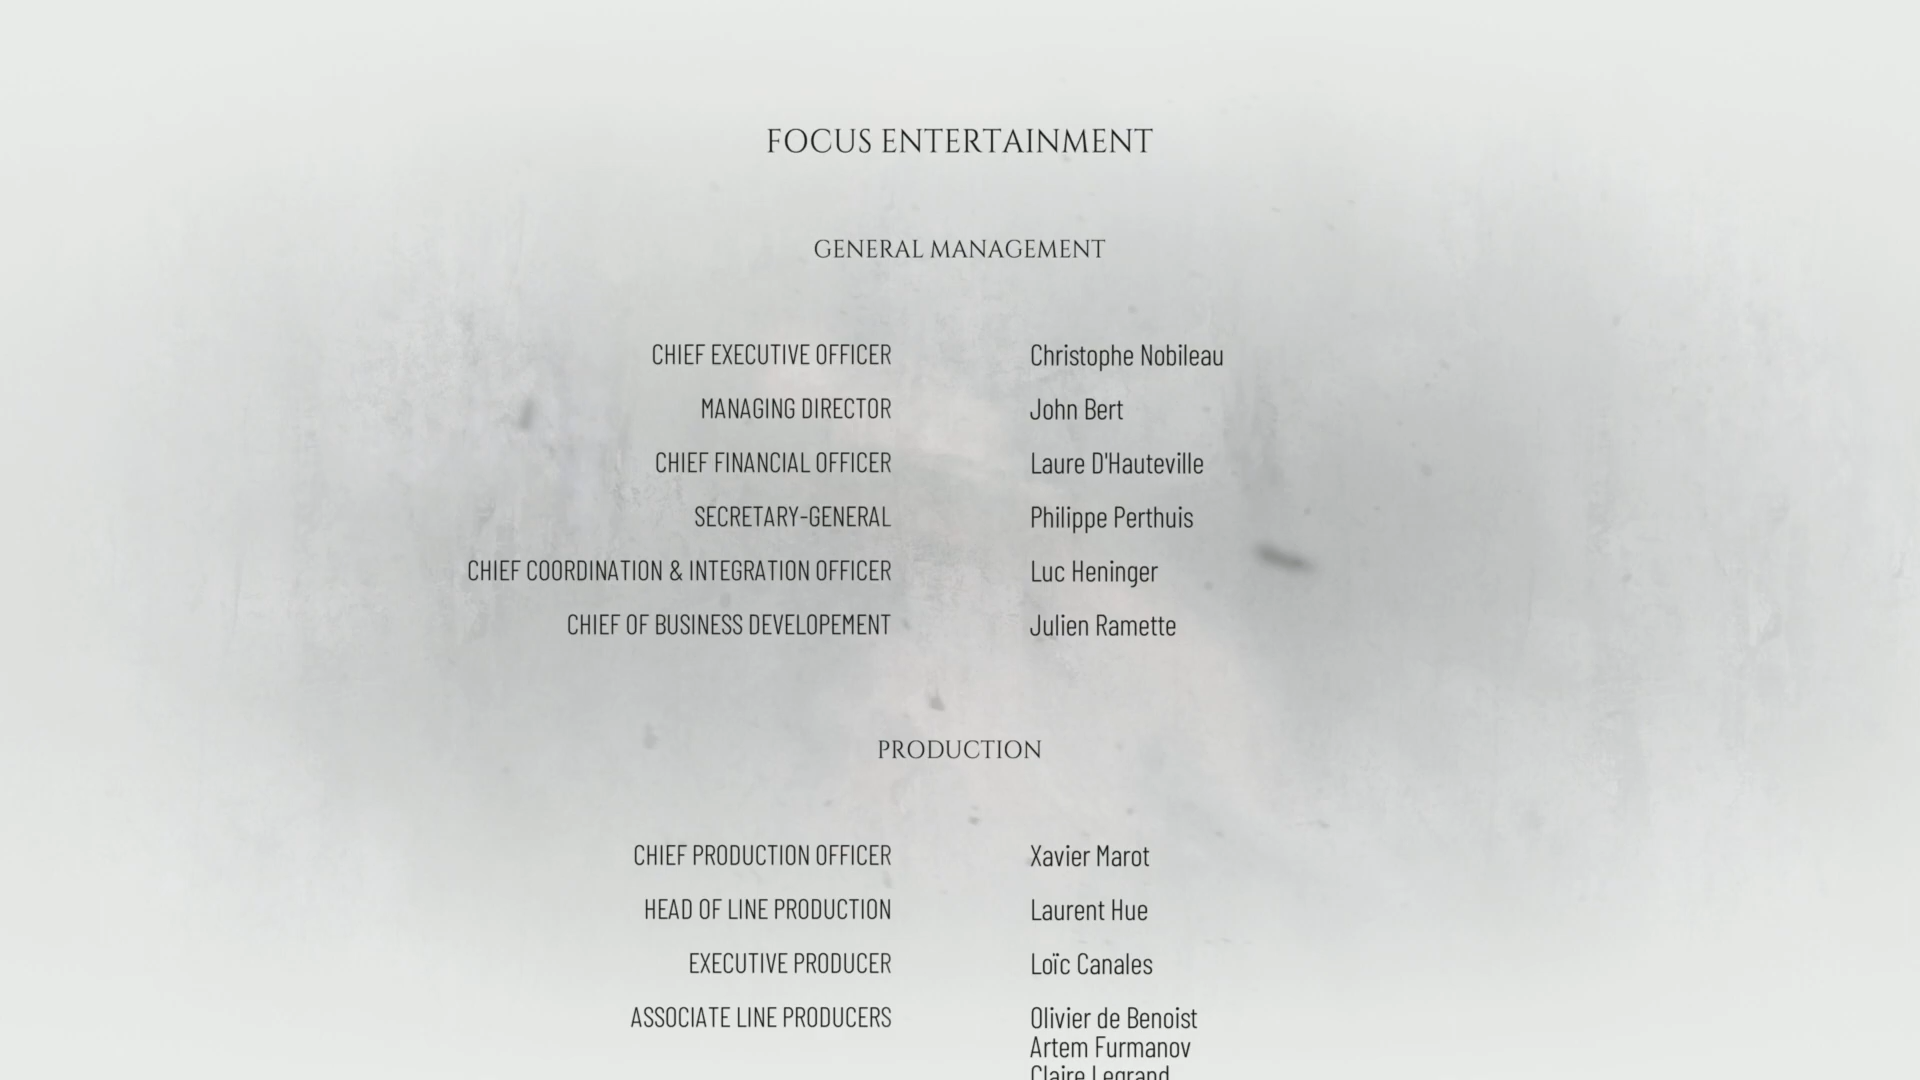 FOCUS ENTERTAINMENT
GENERAL MANAGEMENT
CHIEF EXECUTIVE OFFICER Christophe Nobileau
MANAGING DIRECTOR John Bert
CHIEF FINANCIAL OFFICER Laure D'Hauteville
SECRETARY-GENERAL Philippe Perthuis
CHIEF COORDINATION & INTEGRATION OFFICER Luc Heninger
CHIEF OF BUSINESS DEVELOPEMENT Julien Ramette
PRODUCTION
CHIEF PRODUCTION OFFICER Xavier Marot
HEAD OF LINE PRODUCTION Laurent Hue
EXECUTIVE PRODUCER Loïc Canales
ASSOCIATE LINE PRODUCERS Olivier de Benoist
Artem Furmanov
Claire Legrand